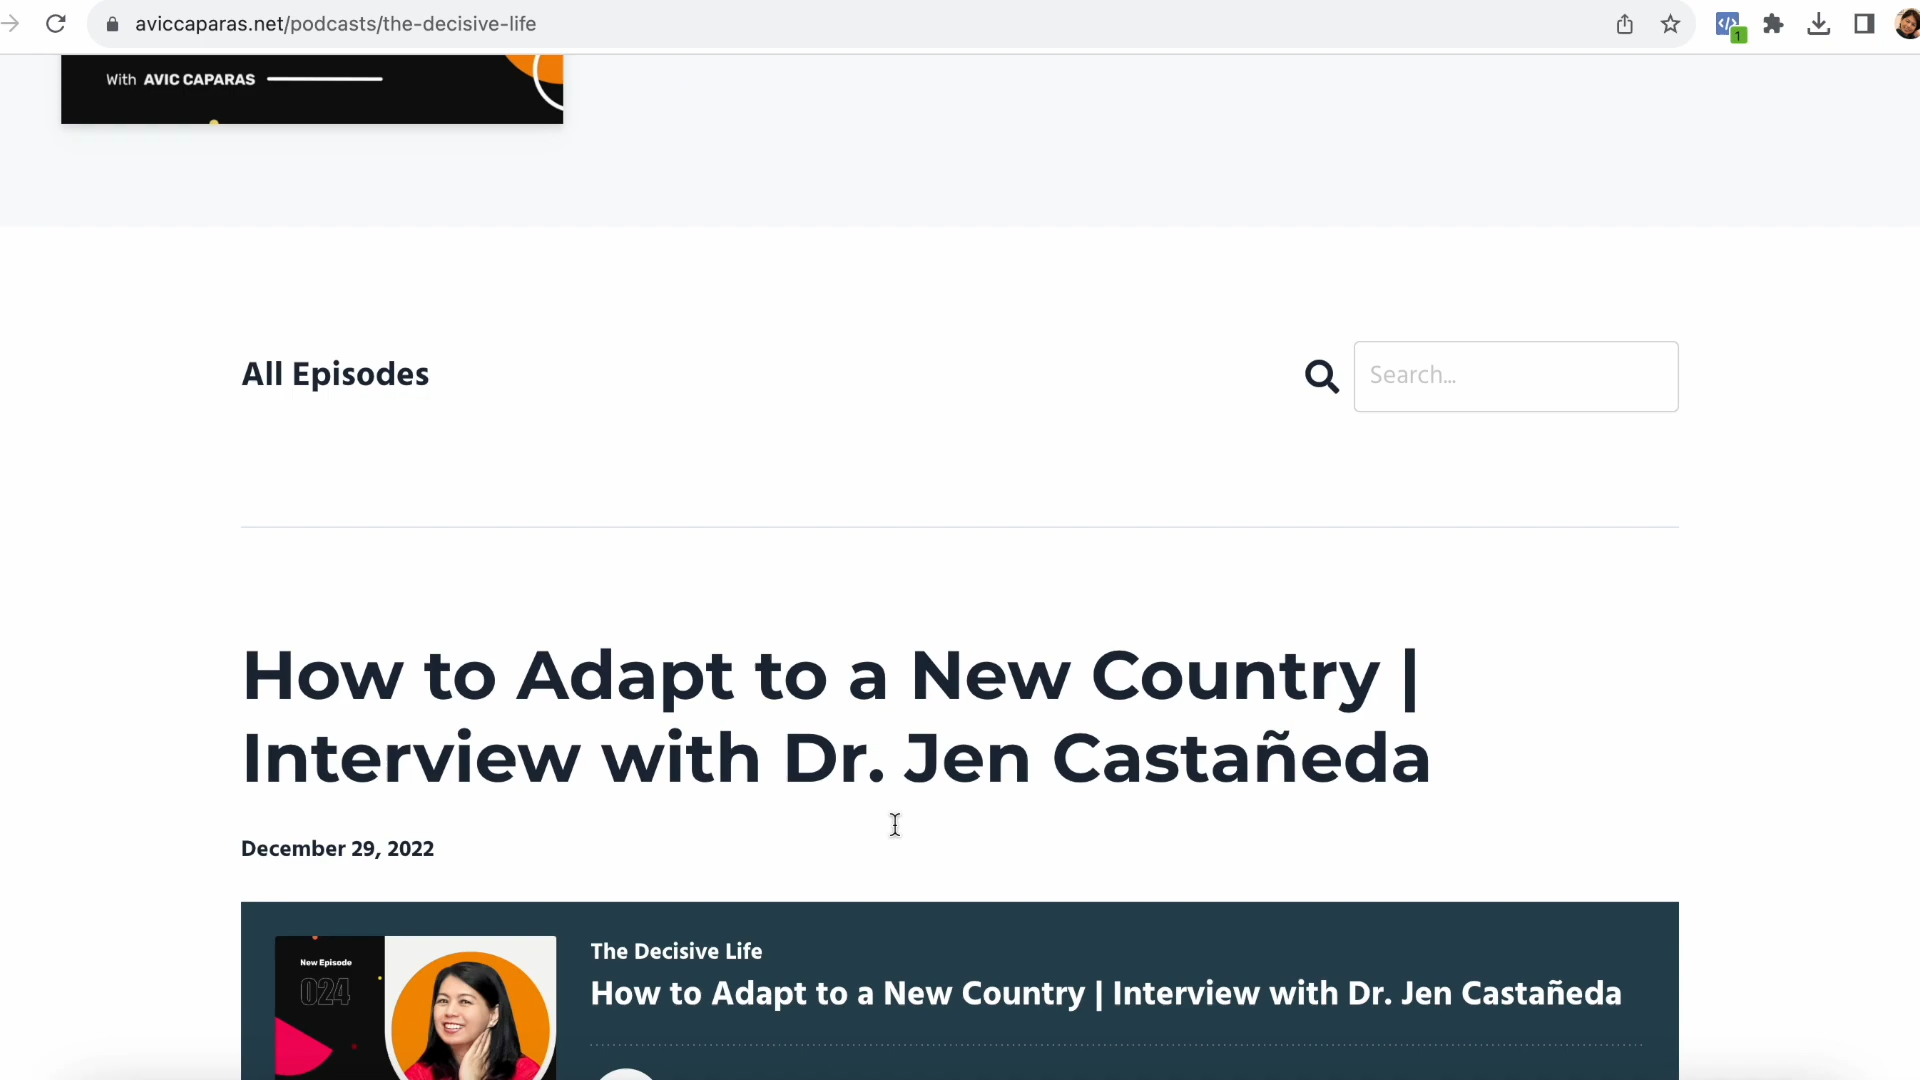 aviccaparas.net/podcasts/the-decisive-life
1
With AVIC CAPARAS
All Episodes
Search...
How to Adapt to a New Country |
Interview with Dr. Jen Castañeda
December 29, 2022
New Episode
024
The Decisive Life
How to Adapt to a New Country | Interview with Dr. Jen Castañeda